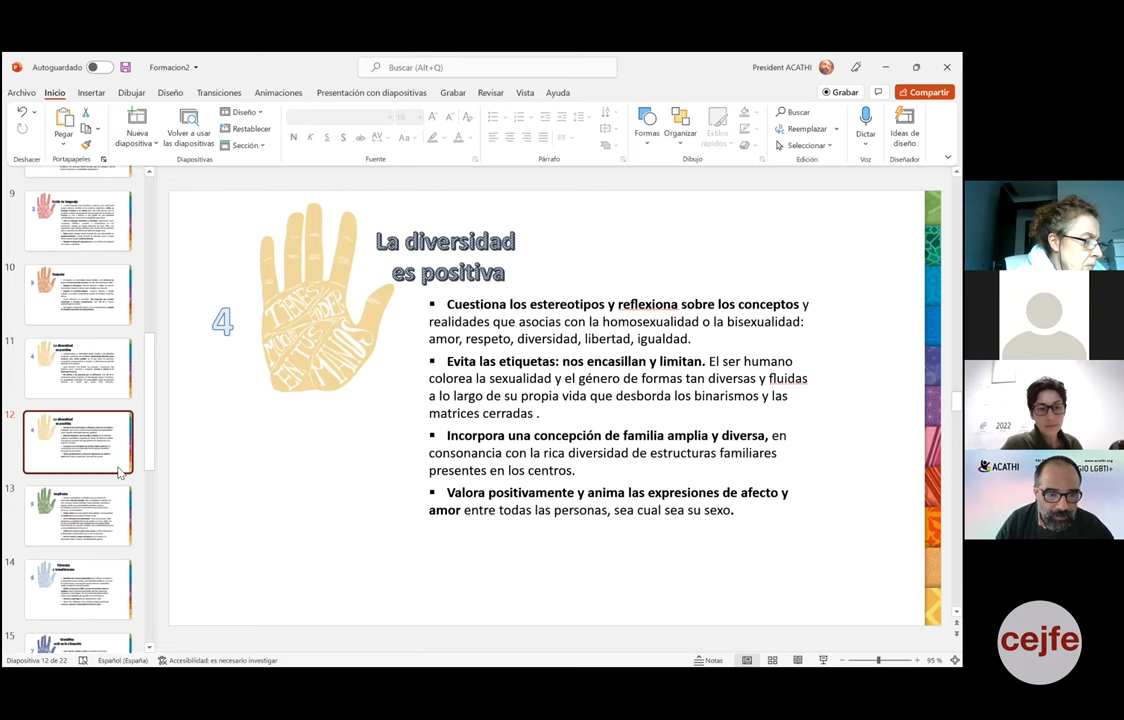 Autoguardado
Formacion2
Buscar (Alt+Q)
President ACATHI
Archivo Inicio Insertar Dibujar Diseño Transiciones Animaciones Presentación con diapositivas Grabar Revisar Vista Ayuda
Grabar
Compartir
Pegar
Nueva
diapositiva
Volver a usar
las diapositivas
Diseño
Restablecer
Sección
18
Formas
Organizar
Estilos
rápidos
Buscar
Reemplazar
Seleccionar
Dictar
Ideas de
diseño
Deshacer
Portapapeles
Diapositivas
Fuente
Párrafo
Dibujo
Edición
Voz
Diseñador
9
10
11
12
13
14
15
La diversidad
es positiva
4
Cuestiona los estereotipos y reflexiona sobre los conceptos y
realidades que asocias con la homosexualidad o la bisexualidad:
amor, respeto, diversidad, libertad, igualdad.
Evita las etiquetas: nos encasillan y limitan. El ser humano
colorea la sexualidad y el género de formas tan diversas y fluidas
a lo largo de su propia vida que desborda los binarismos y las
matrices cerradas .
Incorpora una concepción de familia amplia y diversa, en
consonancia con la rica diversidad de estructuras familiares
presentes en los centros.
Valora positivamente y anima las expresiones de afecto y
amor entre todas las personas, sea cual sea su sexo.
2022
ACATHI
www.acathi.org
GIO LGBTI+
cejfe
Diapositiva 12 de 22
Español (España)
Accesibilidad: es necesario investigar
Notas
95 %